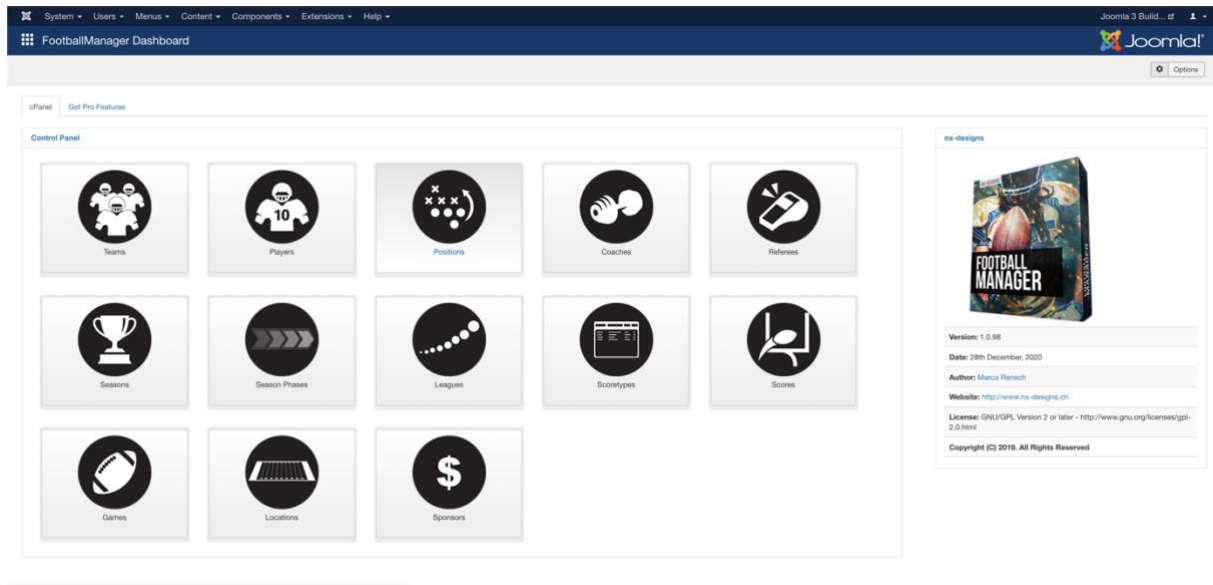 System Users Menus Content Components Extensions Help Joomla 3 Build...
FootballManager Dashboard Joomla!
Options
cPanel Get Pro Features
Control Panel
Teams Players Positions Coaches Referees
10
Seasons Season Phases Leagues Scoretypes Scores
Games Locations Sponsors
$
nx-designs
FOOTBALL
MANAGER
Version: 1.0.98
Date: 28th December, 2020
Author: Marco Rensch
Website: http://www.nx-designs.ch
License: GNU/GPL Version 2 or later - http://www.gnu.org/licenses/gpl-
2.0.html
Copyright (C) 2019. All Rights Reserved